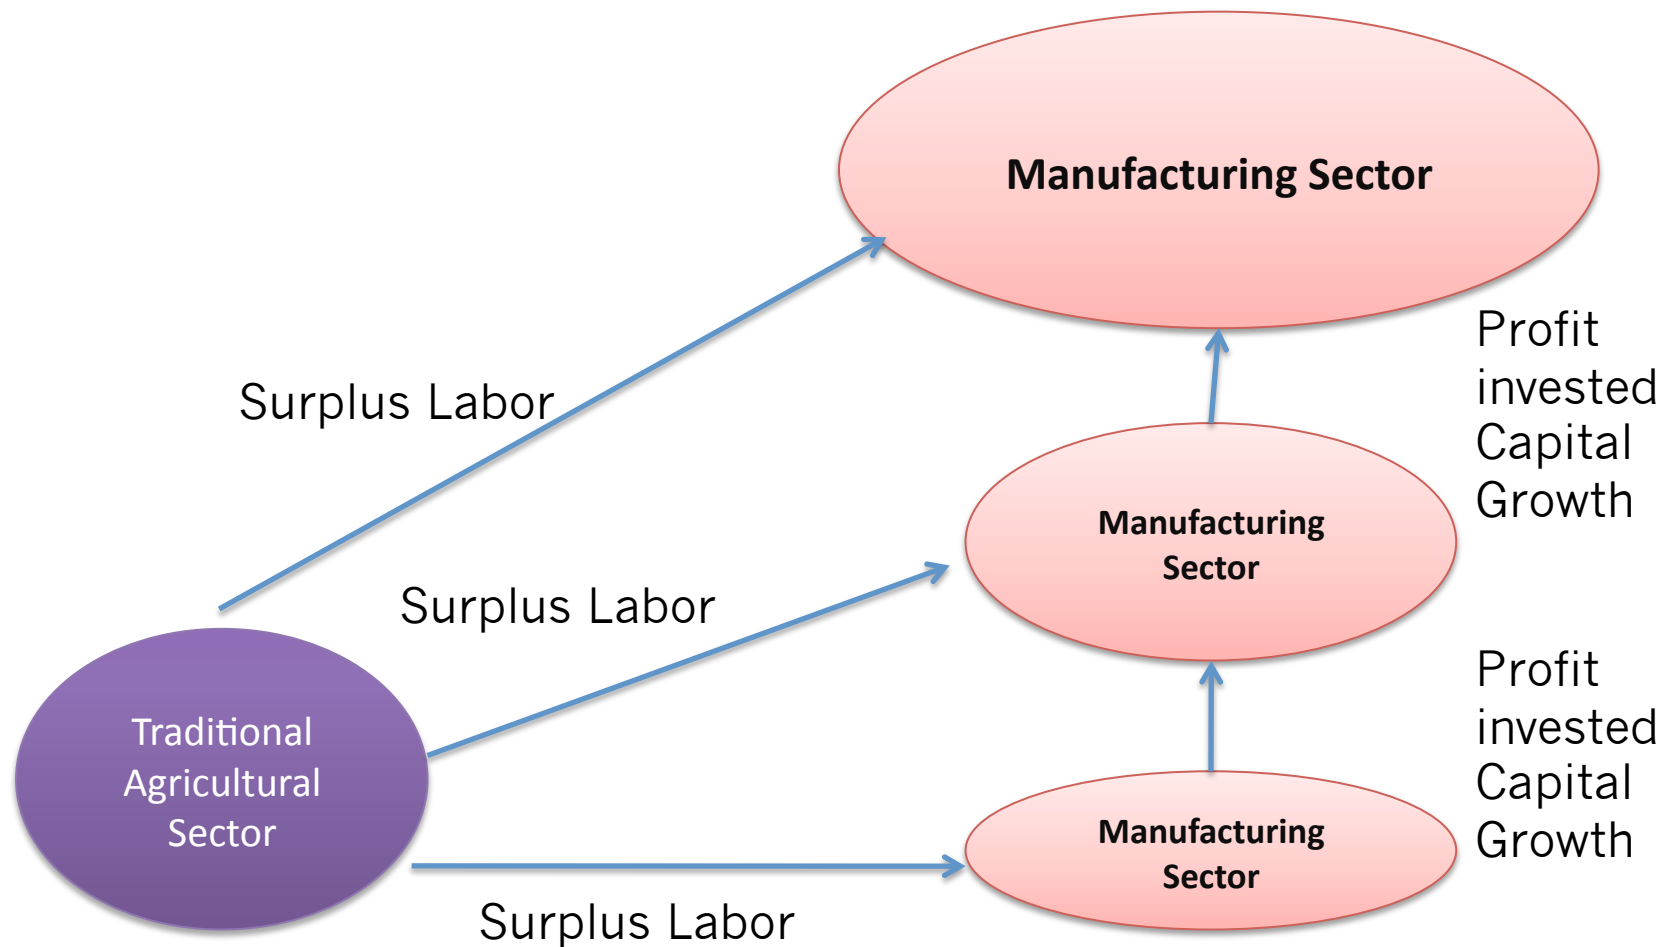 Manufacturing Sector
Profit
invested
Capital
Growth
Surplus Labor
Manufacturing
Sector
Surplus Labor
Profit
invested
Capital
Growth
Traditional
Agricultural
Sector
Manufacturing
Sector
Surplus Labor